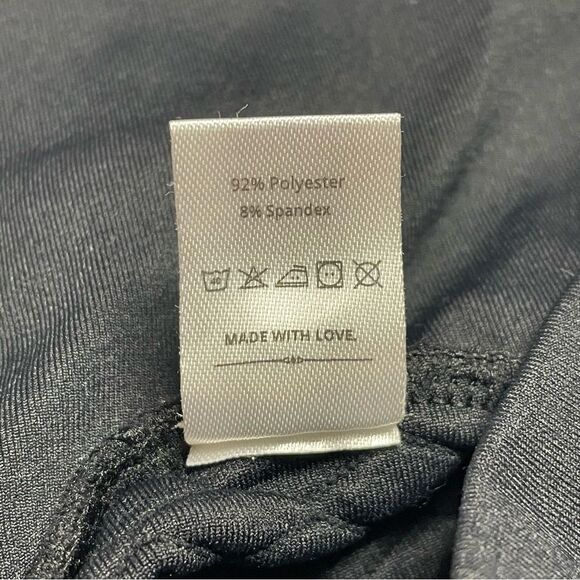 92% Polyester
8% Spandex
MADE WITH LOVE.